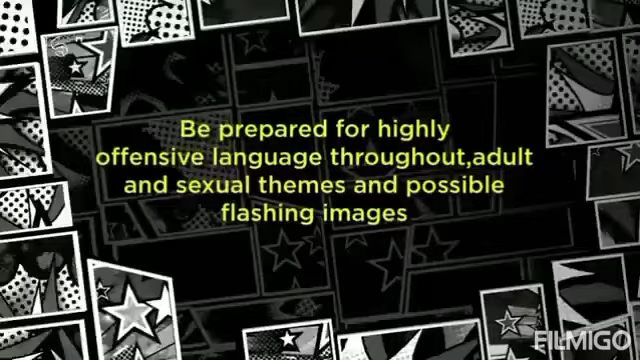 Be prepared for highly
offensive language throughout,adult
and sexual themes and possible
flashing images
FILMIGO